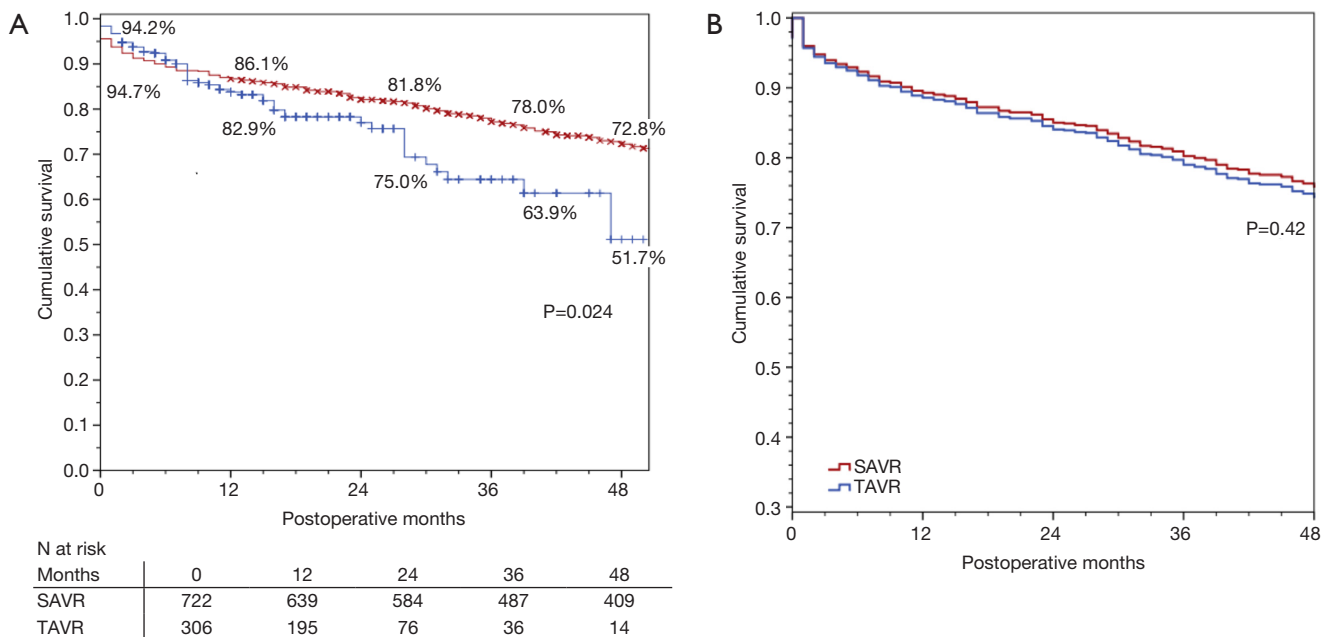 A
1.0
0.9
0.8
0.7
0.6
0.5
0.4
0.3
0.2
0.1
0.0
Cumulative survival
94.2%
94.7%
86.1%
82.9%
81.8%
75.0%
78.0%
63.9%
72.8%
51.7%
P=0.024
0 12 24 36 48
Postoperative months
N at risk
Months 0 12 24 36 48
SAVR 722 639 584 487 409
TAVR 306 195 76 36 14
B
1.0
0.9
0.8
0.7
0.6
0.5
0.4
0.3
Cumulative survival
P=0.42
SAVR
TAVR
0 12 24 36 48
Postoperative months